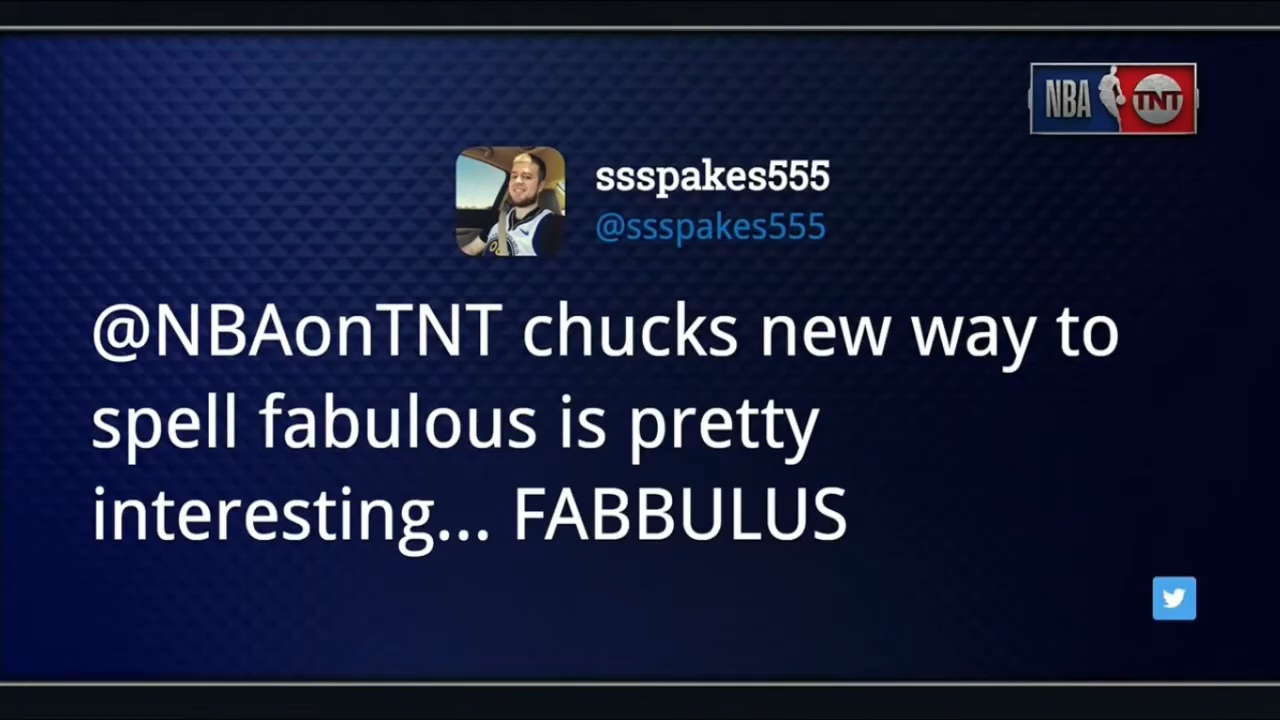 NBA TNT
ssspakes555
@ssspakes555
@NBAonTNT chucks new way to
spell fabulous is pretty
interesting... FABBULUS